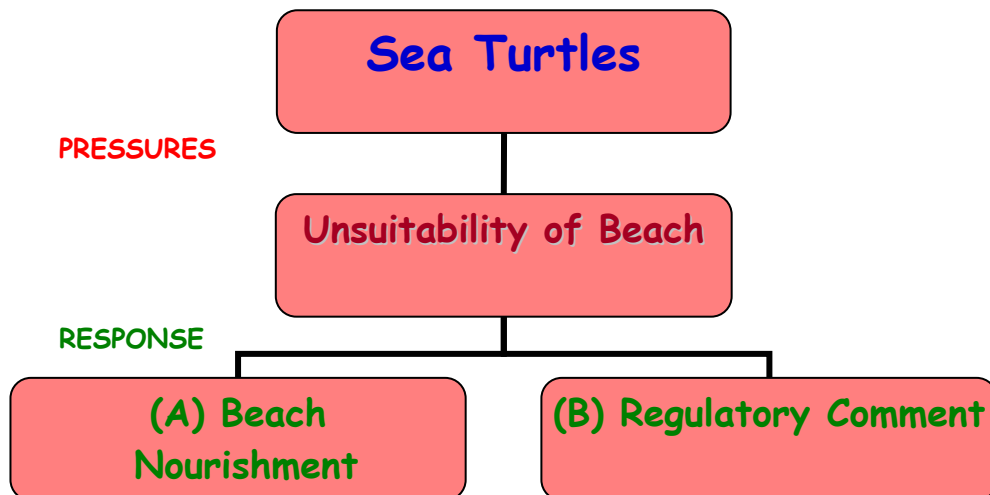 Sea Turtles
PRESSURES
Unsuitability of Beach
RESPONSE
(A) Beach
Nourishment
(B) Regulatory Comment